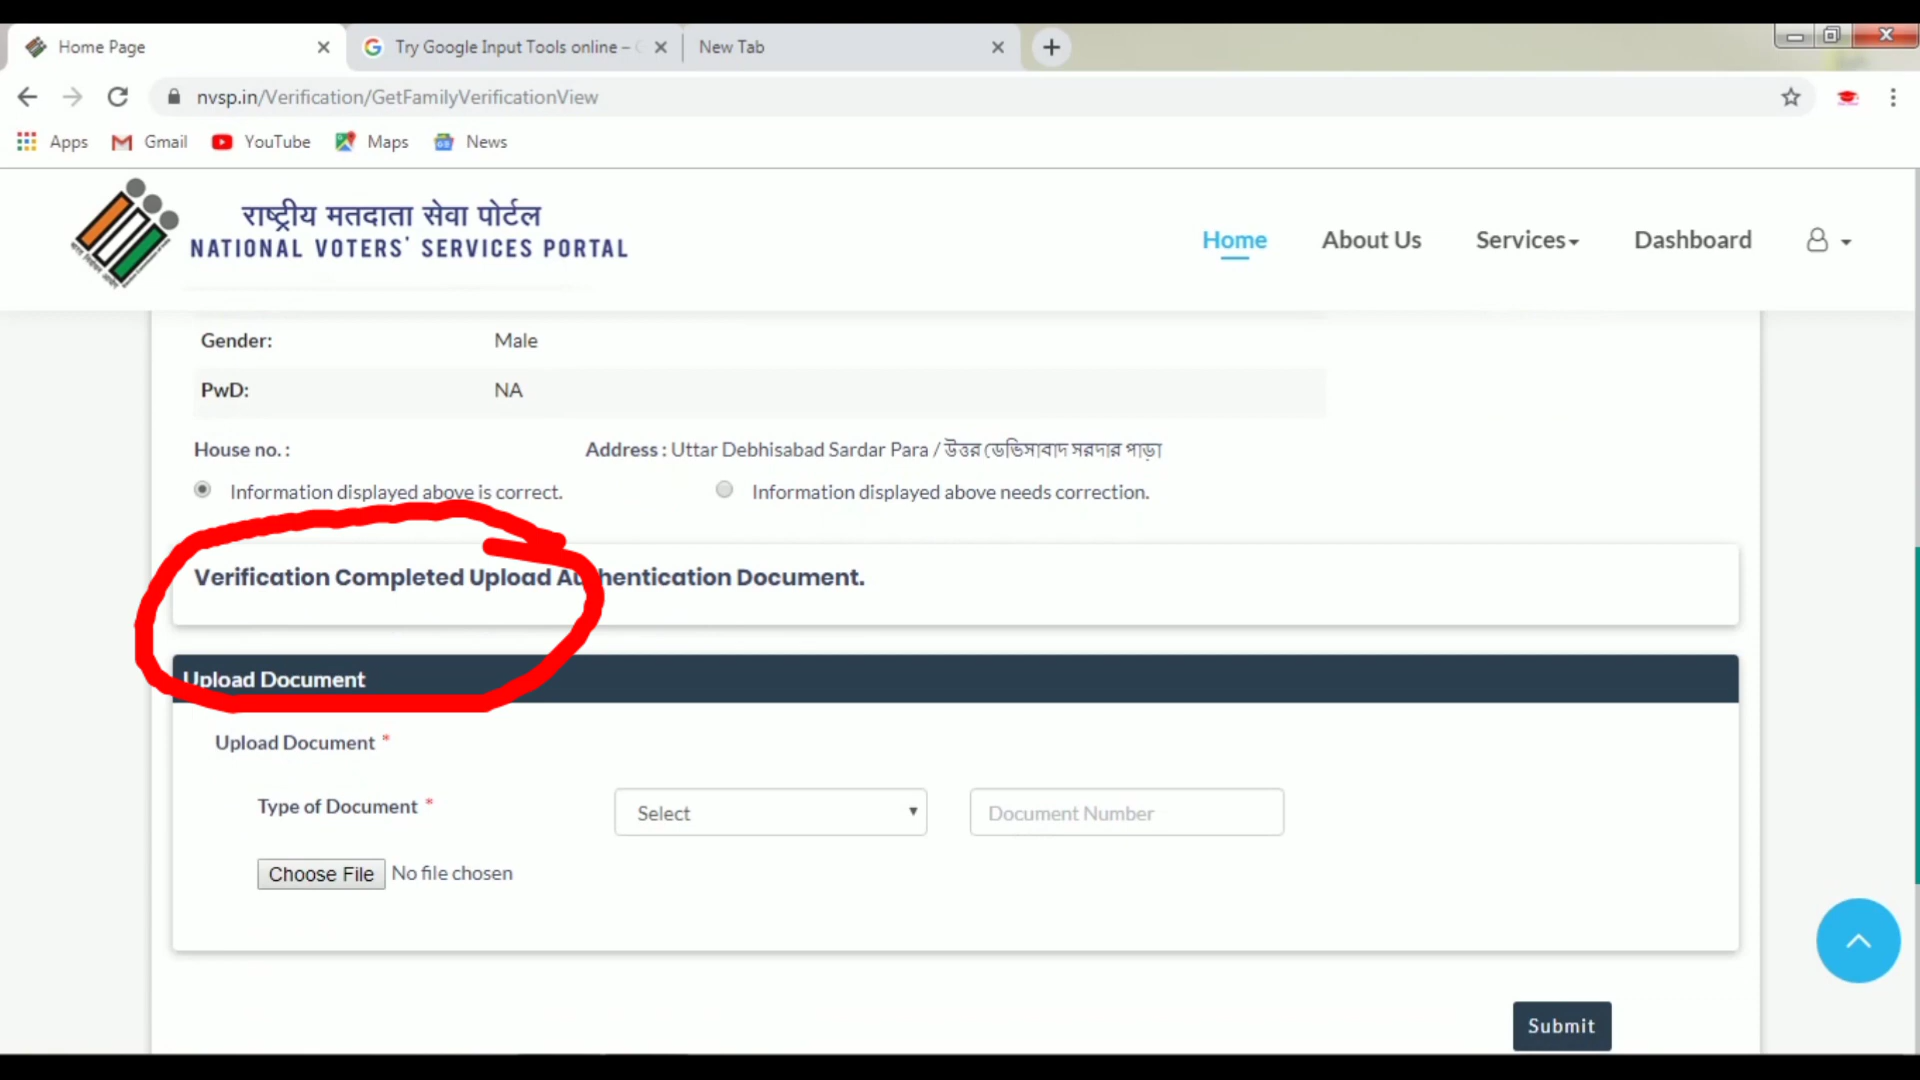 Home Page
Try Google Input Tools online –
New Tab
nvsp.in/Verification/GetFamilyVerificationView
Apps Gmail YouTube Maps News
राष्ट्रीय मतदाता सेवा पोर्टल
NATIONAL VOTERS' SERVICES PORTAL
Home About Us Services Dashboard
Gender: Male
PwD: NA
House no. : Address : Uttar Debhisabad Sardar Para / উত্তর ডেভিসাবাদ সরদার পাড়া
Information displayed above is correct. Information displayed above needs correction.
Verification Completed Upload Authentication Document.
Upload Document
Upload Document *
Type of Document * Select Document Number
Choose File No file chosen
Submit